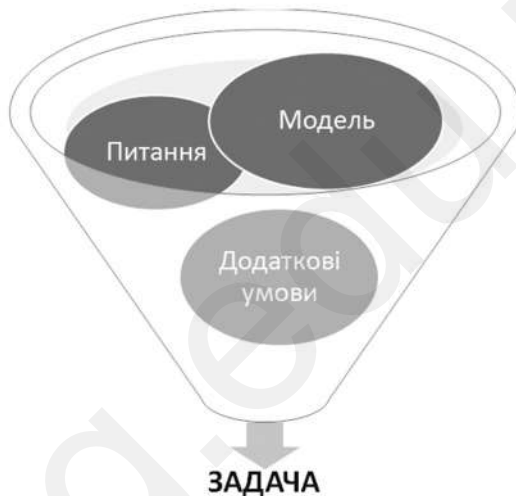 Модель
Питання
Додаткові
умови
ЗАДАЧА